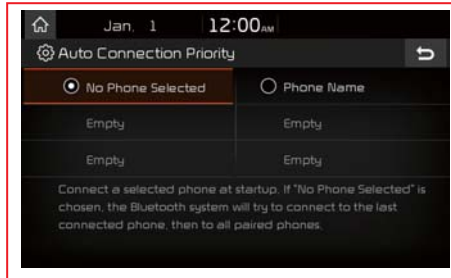 Jan. 1 12:00AM
Auto Connection Priority
No Phone Selected Phone Name
Empty Empty
Empty Empty
Connect a selected phone at startup. If "No Phone Selected" is
chosen, the Bluetooth system will try to connect to the last
connected phone, then to all paired phones.